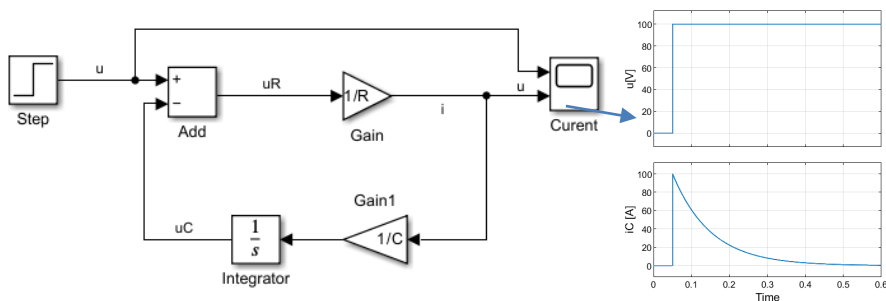 u
+
−
Step
Add
uR
1/R
Gain
i
u
Curent
Gain1
1/C
uC
1
s
Integrator
u[V]
100
80
60
40
20
0
iC [A]
100
80
60
40
20
0
0 0.1 0.2 0.3 0.4 0.5 0.6
Time